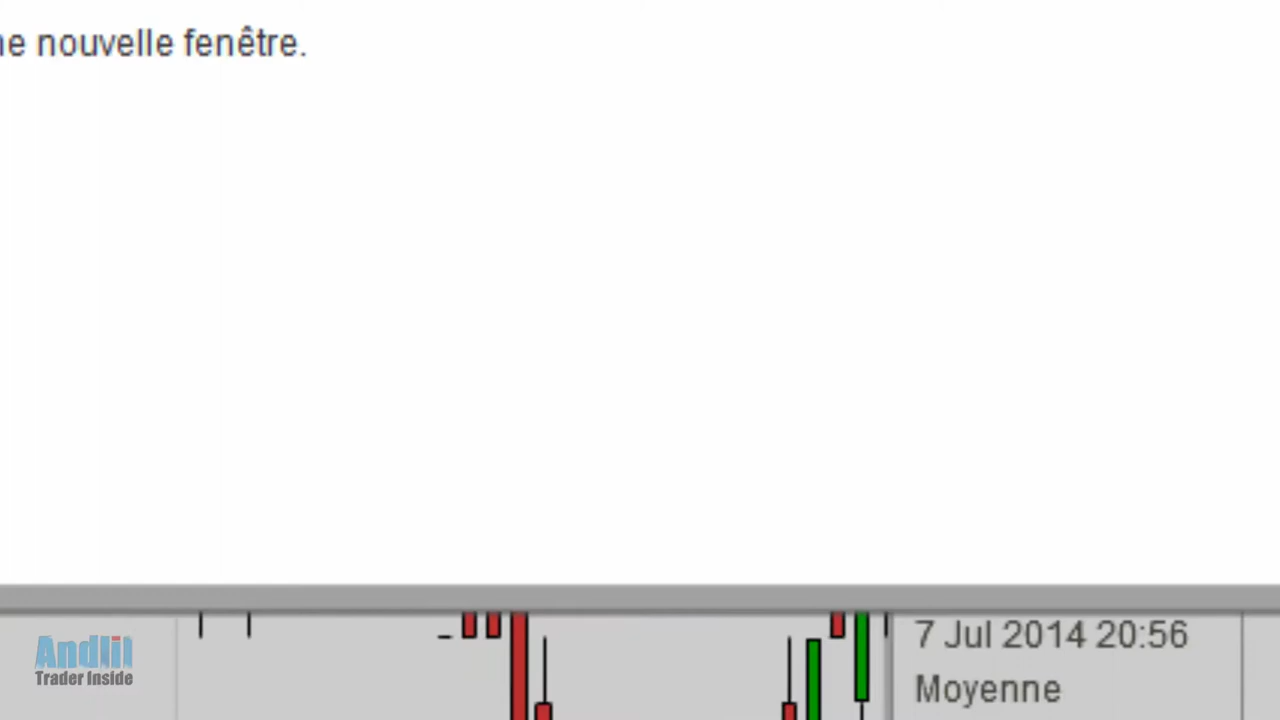 ne nouvelle fenêtre.
7 Jul 2014 20:56
Moyenne
Andlil
Trader Inside